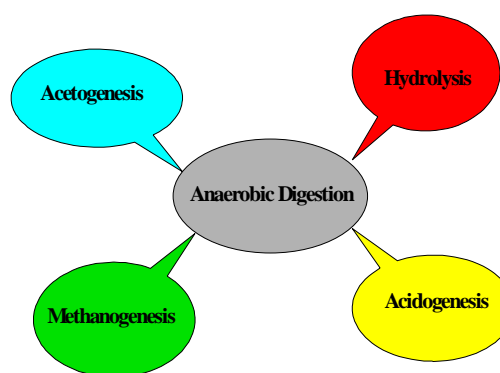 Hydrolysis
Acetogenesis
Anaerobic Digestion
Acidogenesis
Methanogenesis